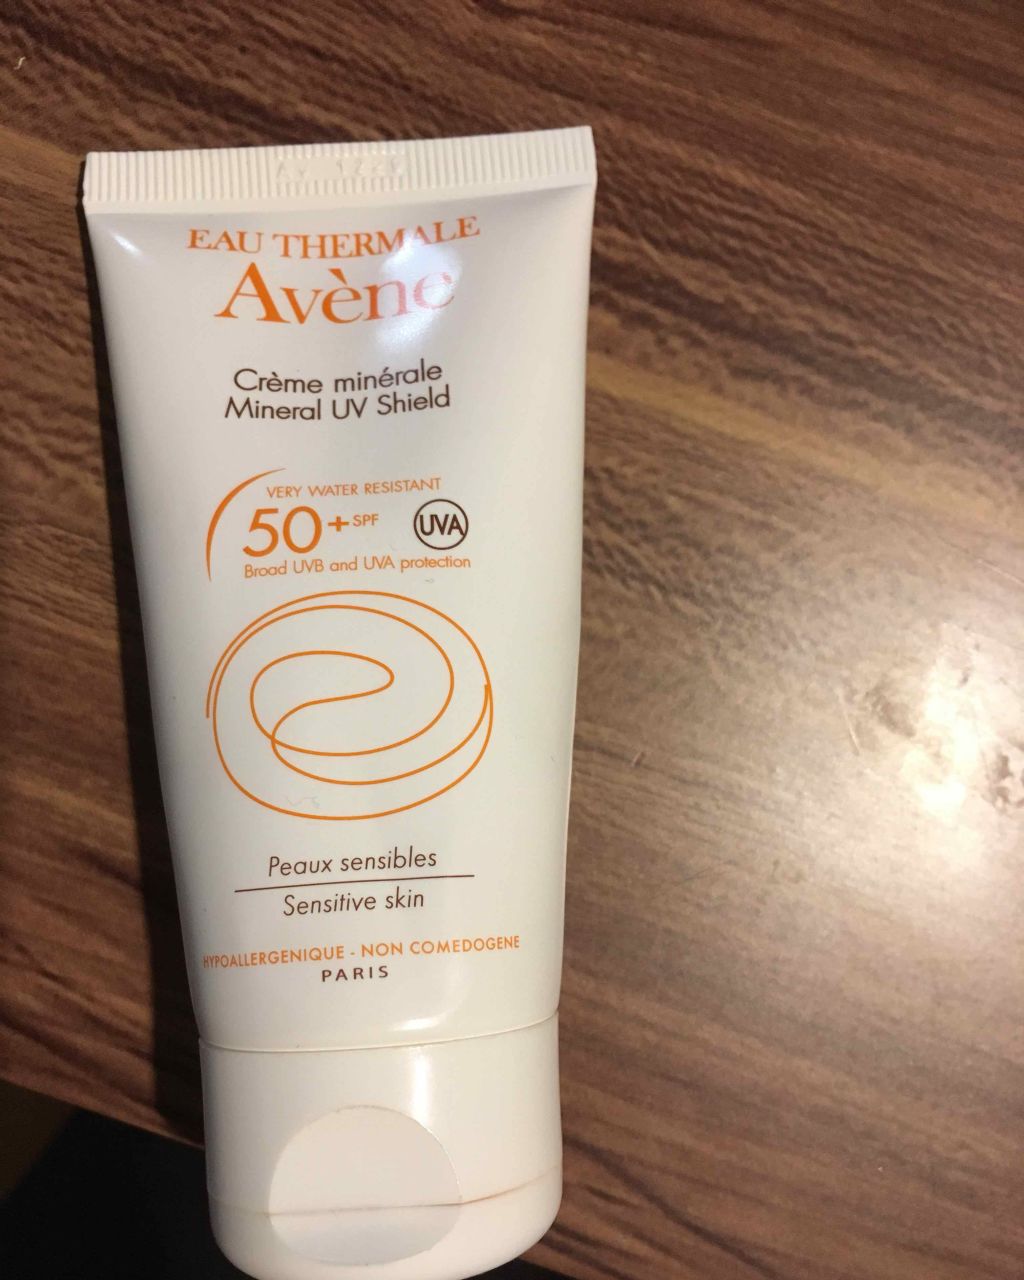 EAU THERMALE
Avène
Crème minérale
Mineral UV Shield
VERY WATER RESISTANT
50+ SPF UVA
Broad UVB and UVA protection
Peaux sensibles
Sensitive skin
HYPOALLERGENIQUE - NON COMEDOGENE
PARIS